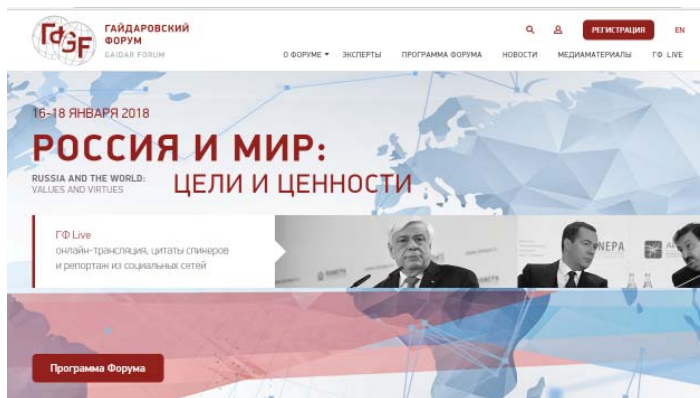 ГАЙДАРОВСКИЙ
ФОРУМ
GAIDAR FORUM
РЕГИСТРАЦИЯ
EN
О ФОРУМЕ ЭКСПЕРТЫ ПРОГРАММА ФОРУМА НОВОСТИ МЕДИАМАТЕРИАЛЫ ГФ LIVE
16-18 ЯНВАРЯ 2018
РОССИЯ И МИР:
RUSSIA AND THE WORLD:
VALUES AND VIRTUES
ЦЕЛИ И ЦЕННОСТИ
ГФ Live
онлайн-трансляция, цитаты спикеров
и репортаж из социальных сетей
Программа Форума